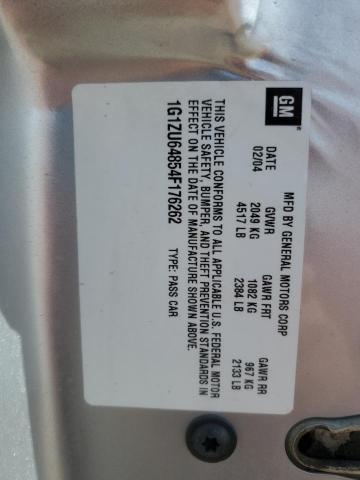 GM
MFD BY GENERAL MOTORS CORP
DATE GVWR GAWR FRT GAWR RR
02/04 2049 KG 1082 KG 967 KG
4517 LB 2384 LB 2133 LB
THIS VEHICLE CONFORMS TO ALL APPLICABLE U.S. FEDERAL MOTOR
VEHICLE SAFETY, BUMPER, AND THEFT PREVENTION STANDARDS IN
EFFECT ON THE DATE OF MANUFACTURE SHOWN ABOVE.
1G1ZU64854F176262 TYPE: PASS CAR